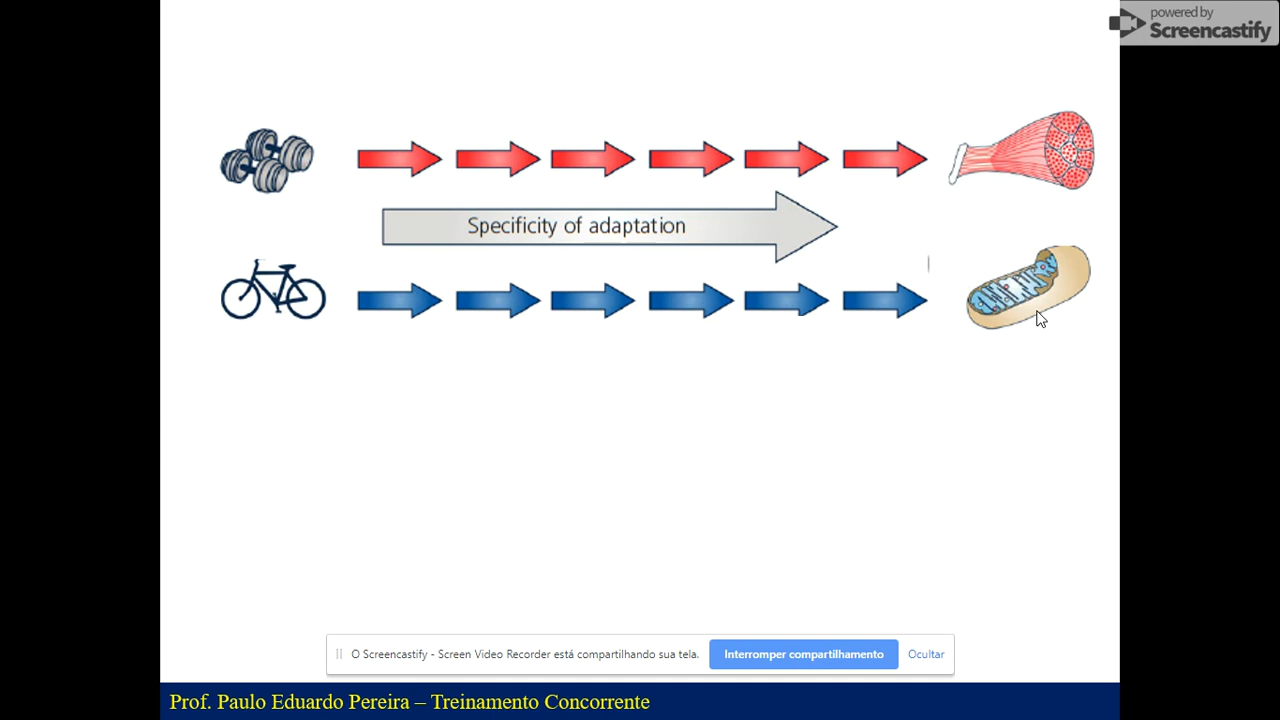 powered by
Screencastify
Specificity of adaptation
O Screencastify - Screen Video Recorder está compartilhando sua tela.
Interromper compartilhamento
Ocultar
Prof. Paulo Eduardo Pereira – Treinamento Concorrente